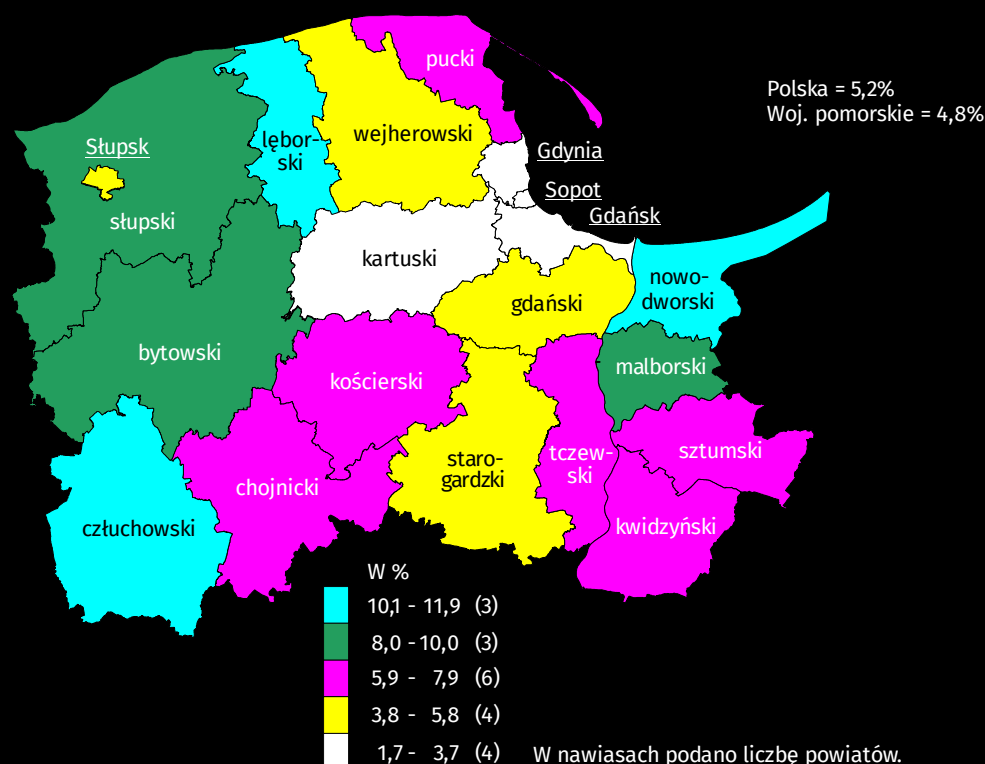 pucki
Polska = 5,2%
Woj. pomorskie = 4,8%
wejherowski
lębor-
ski
Słupsk
Gdynia
Sopot
Gdańsk
słupski
kartuski
nowo-
dworski
gdański
bytowski
malborski
kościerski
sztumski
staro-
gardzki
tczew-
ski
chojnicki
człuchowski
kwidzyński
W %
10,1 - 11,9 (3)
8,0 - 10,0 (3)
5,9 - 7,9 (6)
3,8 - 5,8 (4)
1,7 - 3,7 (4)
W nawiasach podano liczbę powiatów.